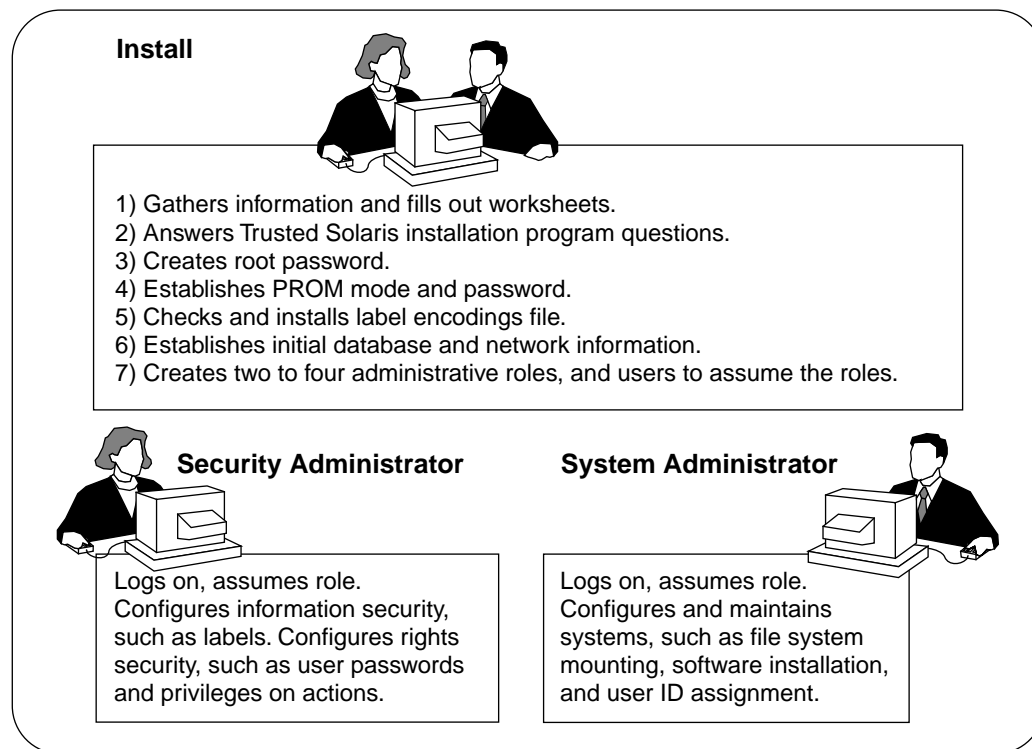 Install
1) Gathers information and fills out worksheets.
2) Answers Trusted Solaris installation program questions.
3) Creates root password.
4) Establishes PROM mode and password.
5) Checks and installs label encodings file.
6) Establishes initial database and network information.
7) Creates two to four administrative roles, and users to assume the roles.
Security Administrator
Logs on, assumes role.
Configures information security,
such as labels. Configures rights
security, such as user passwords
and privileges on actions.
System Administrator
Logs on, assumes role.
Configures and maintains
systems, such as file system
mounting, software installation,
and user ID assignment.